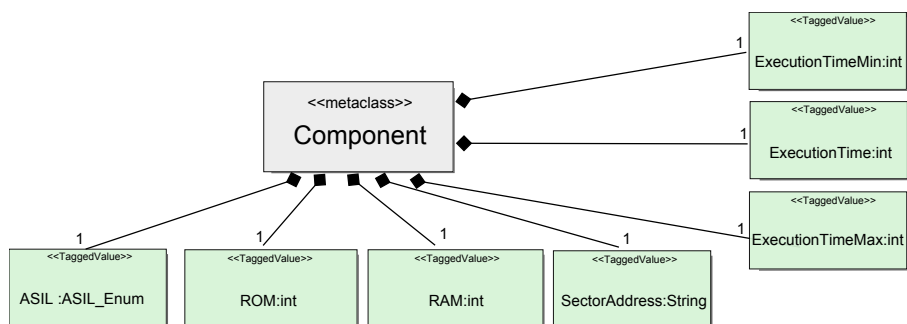 <<TaggedValue>>
1
ExecutionTimeMin:int
<<metaclass>>
Component
<<TaggedValue>>
1
ExecutionTime:int
<<TaggedValue>>
1
ExecutionTimeMax:int
1
1
1
1
<<TaggedValue>>
ASIL :ASIL_Enum
<<TaggedValue>>
ROM:int
<<TaggedValue>>
RAM:int
<<TaggedValue>>
SectorAddress:String